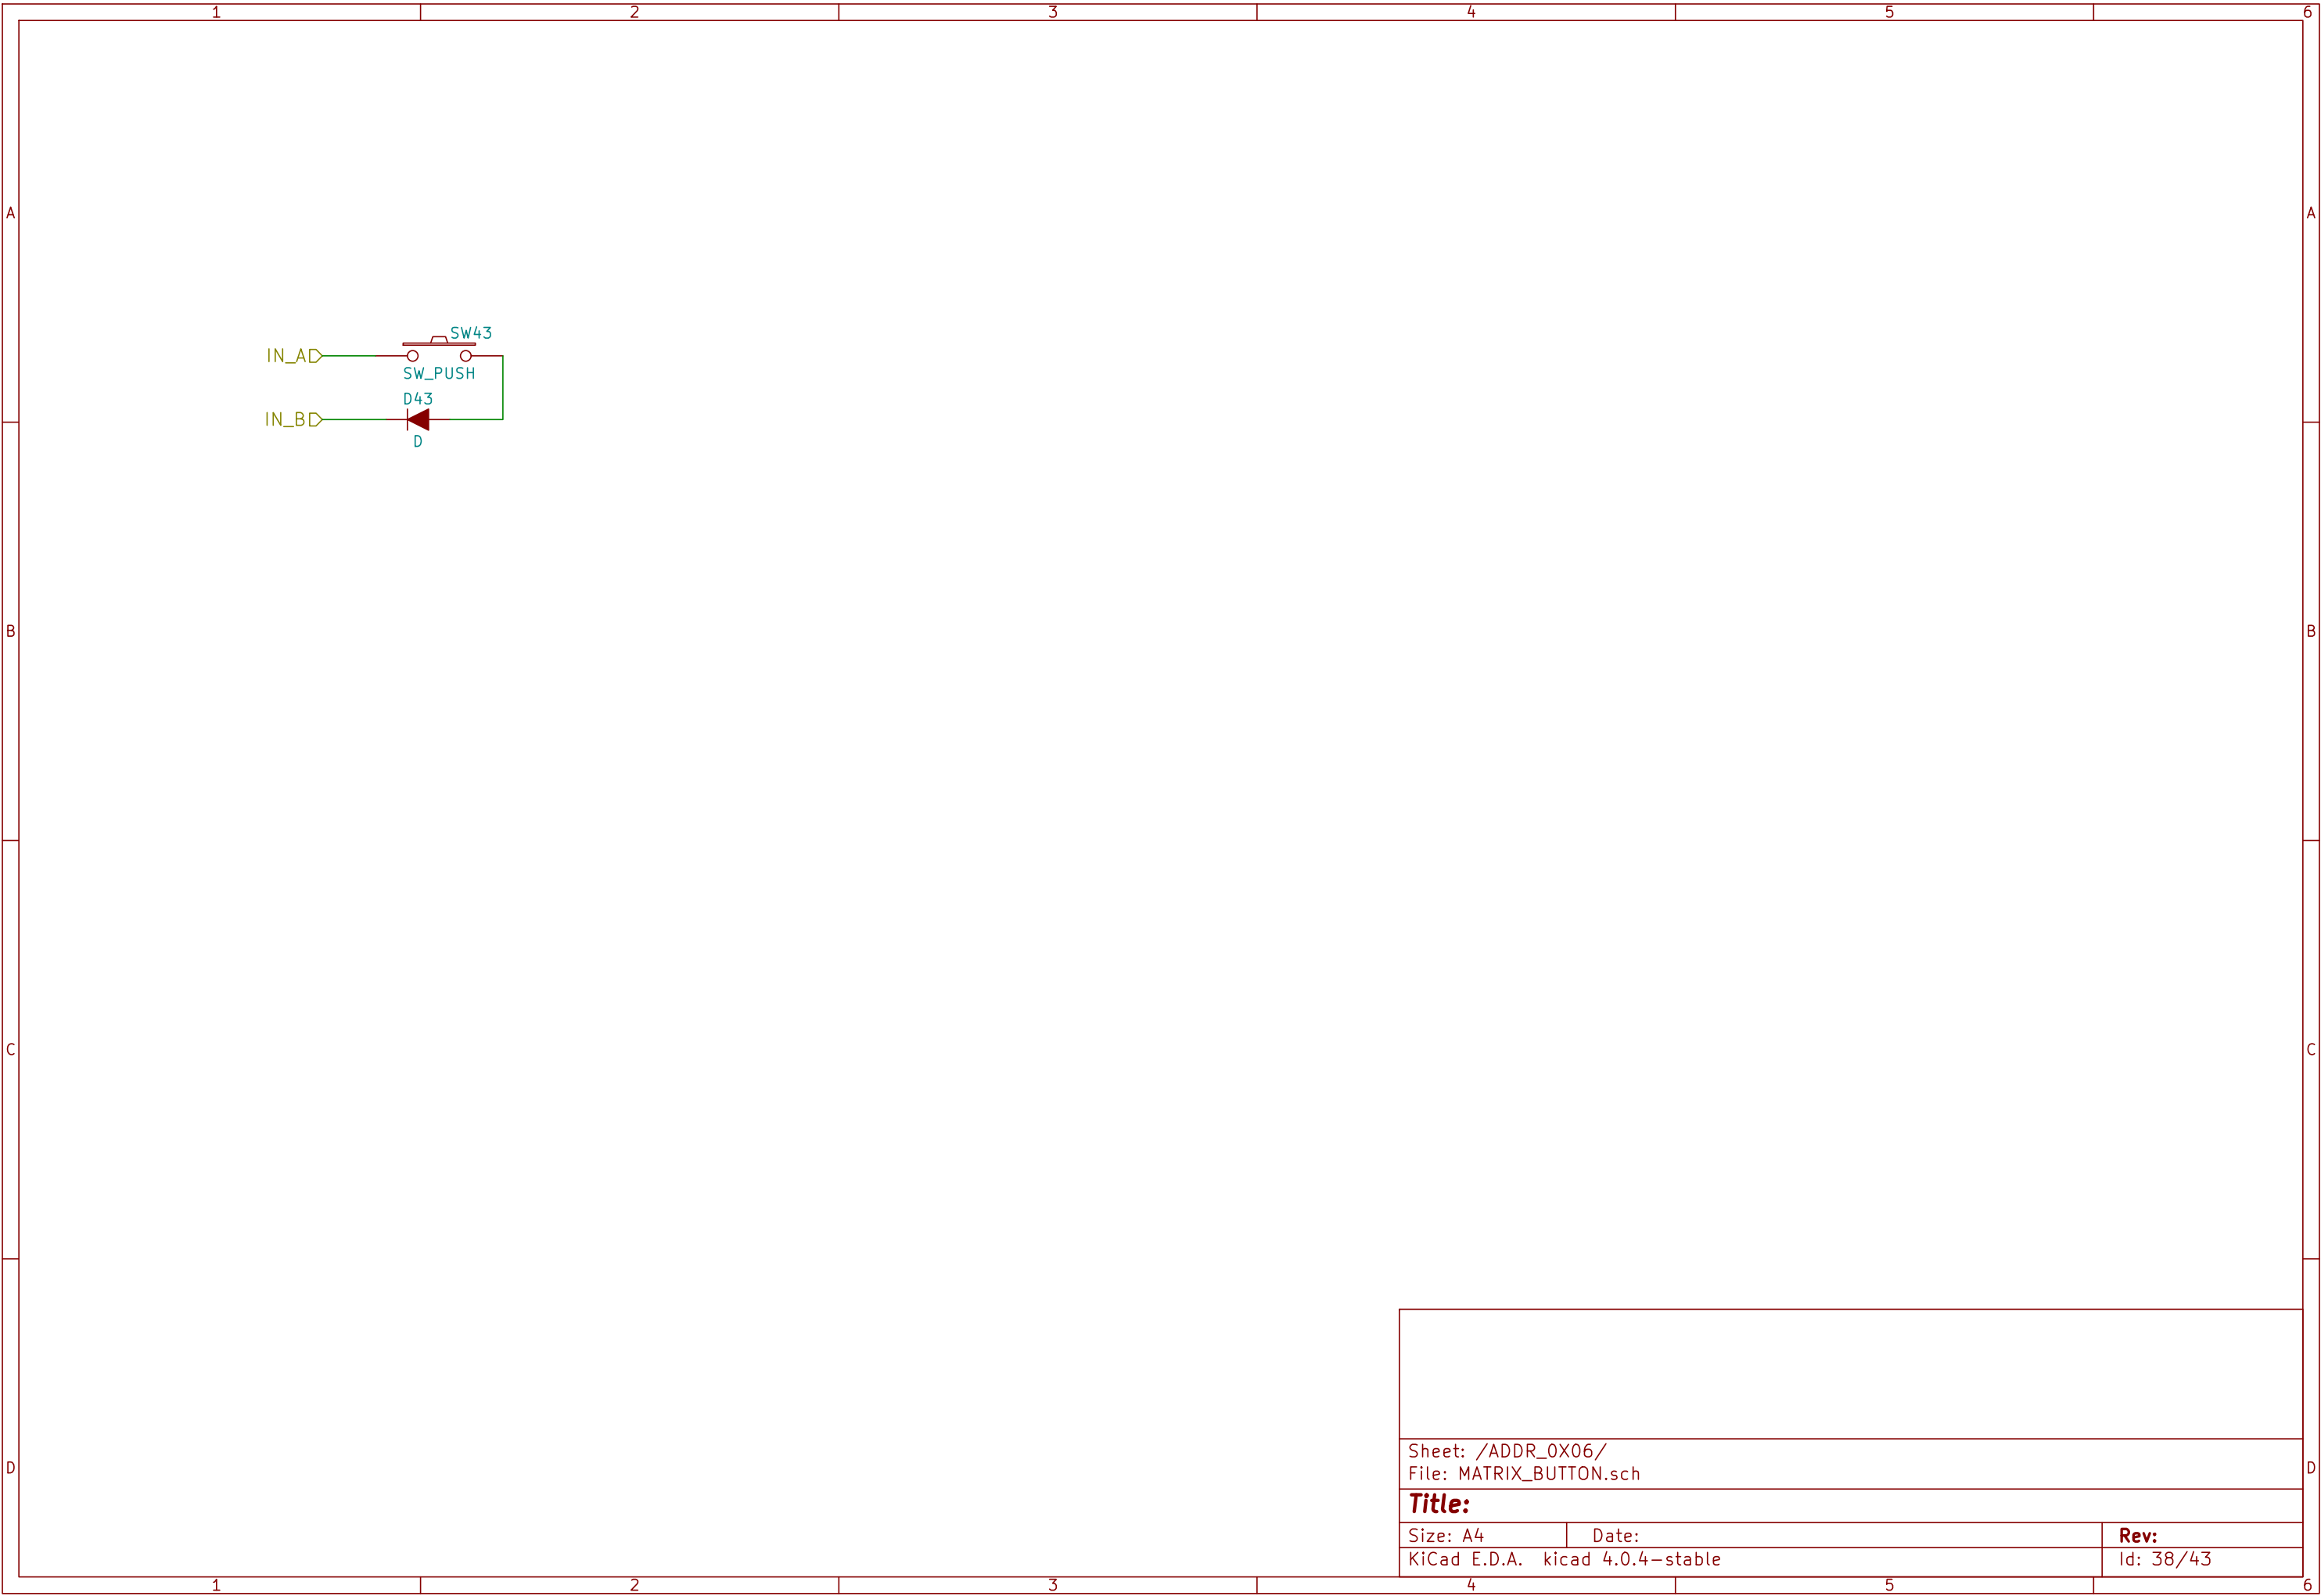 1 2 3 4 5 6
A A
SW43
IN_A
SW_PUSH
D43
IN_B
D
B B
C C
Sheet: /ADDR_0X06/
File: MATRIX_BUTTON.sch
D D
Title:
Size: A4 Date: Rev:
KiCad E.D.A. kicad 4.0.4-stable Id: 38/43
1 2 3 4 5 6